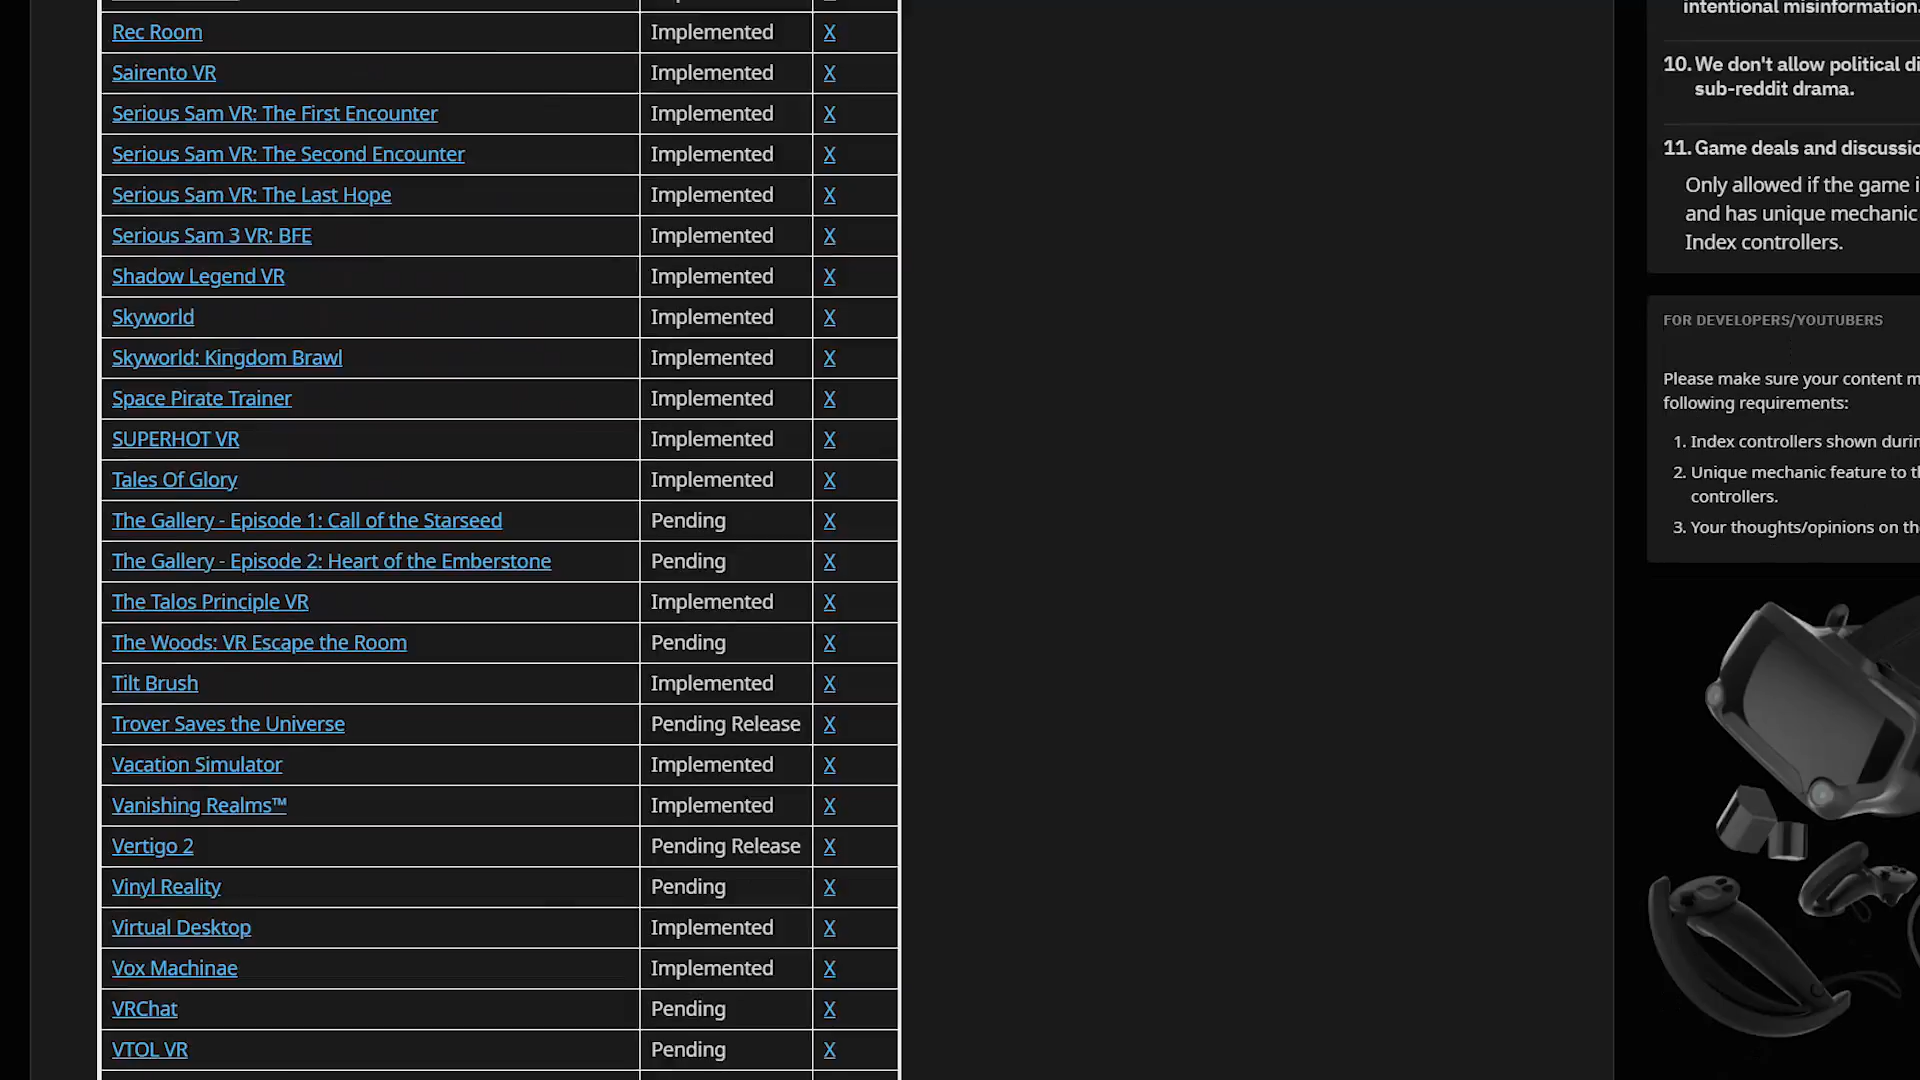 Rec Room Implemented X
Sairento VR Implemented X
Serious Sam VR: The First Encounter Implemented X
Serious Sam VR: The Second Encounter Implemented X
Serious Sam VR: The Last Hope Implemented X
Serious Sam 3 VR: BFE Implemented X
Shadow Legend VR Implemented X
Skyworld Implemented X
Skyworld: Kingdom Brawl Implemented X
Space Pirate Trainer Implemented X
SUPERHOT VR Implemented X
Tales Of Glory Implemented X
The Gallery - Episode 1: Call of the Starseed Pending X
The Gallery - Episode 2: Heart of the Emberstone Pending X
The Talos Principle VR Implemented X
The Woods: VR Escape the Room Pending X
Tilt Brush Implemented X
Trover Saves the Universe Pending Release X
Vacation Simulator Implemented X
Vanishing Realms™ Implemented X
Vertigo 2 Pending Release X
Vinyl Reality Pending X
Virtual Desktop Implemented X
Vox Machinae Implemented X
VRChat Pending X
VTOL VR Pending X
intentional misinformation.
10. We don't allow political di
sub-reddit drama.
11. Game deals and discussio
Only allowed if the game i
and has unique mechanic
Index controllers.
FOR DEVELOPERS/YOUTUBERS
Please make sure your content m
following requirements:
1. Index controllers shown durin
2. Unique mechanic feature to th
controllers.
3. Your thoughts/opinions on the